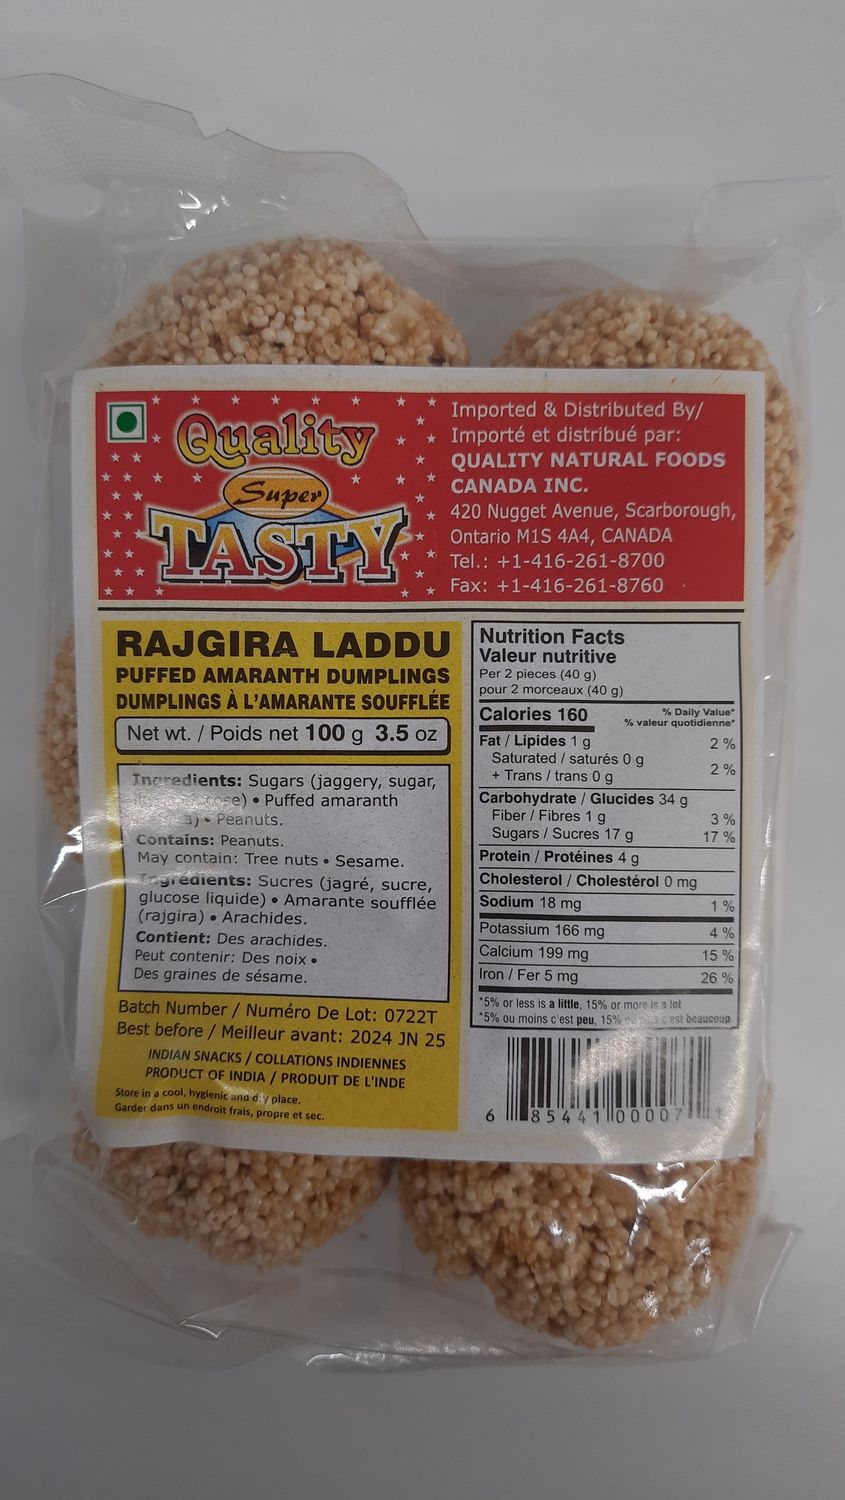 Quality
Super
TASTY
Imported & Distributed By/
Importé et distribué par:
QUALITY NATURAL FOODS
CANADA INC.
420 Nugget Avenue, Scarborough,
Ontario M1S 4A4, CANADA
Tel.: +1-416-261-8700
Fax: +1-416-261-8760
RAJGIRA LADDU
PUFFED AMARANTH DUMPLINGS
DUMPLINGS À L'AMARANTE SOUFFLÉE
Net wt. / Poids net 100 g 3.5 oz
Ingredients: Sugars (jaggery, sugar,
• Puffed amaranth
• Peanuts.
Contains: Peanuts.
May contain: Tree nuts • Sesame.
Ingredients: Sucres (jagré, sucre,
glucose liquide) • Amarante soufflée
(rajgira) • Arachides.
Contient: Des arachides.
Peut contenir: Des noix •
Des graines de sésame.
Batch Number / Numéro De Lot: 0722T
Best before / Meilleur avant: 2024 JN 25
INDIAN SNACKS / COLLATIONS INDIENNES
PRODUCT OF INDIA / PRODUIT DE L'INDE
Store in a cool, hygienic and dry place.
Garder dans un endroit frais, propre et sec.
Nutrition Facts
Valeur nutritive
Per 2 pieces (40 g)
pour 2 morceaux (40 g)
Calories 160
% Daily Value*
% valeur quotidienne*
Fat / Lipides 1 g 2 %
Saturated / saturés 0 g
+ Trans / trans 0 g 2 %
Carbohydrate / Glucides 34 g
Fiber / Fibres 1 g 3 %
Sugars / Sucres 17 g 17 %
Protein / Protéines 4 g
Cholesterol / Cholestérol 0 mg
Sodium 18 mg 1 %
Potassium 166 mg 4 %
Calcium 199 mg 15 %
Iron / Fer 5 mg 26 %
*5% or less is a little, 15% or more is a lot
*5% ou moins c'est peu, 15% ou plus c'est beaucoup
6 85441 00007 1